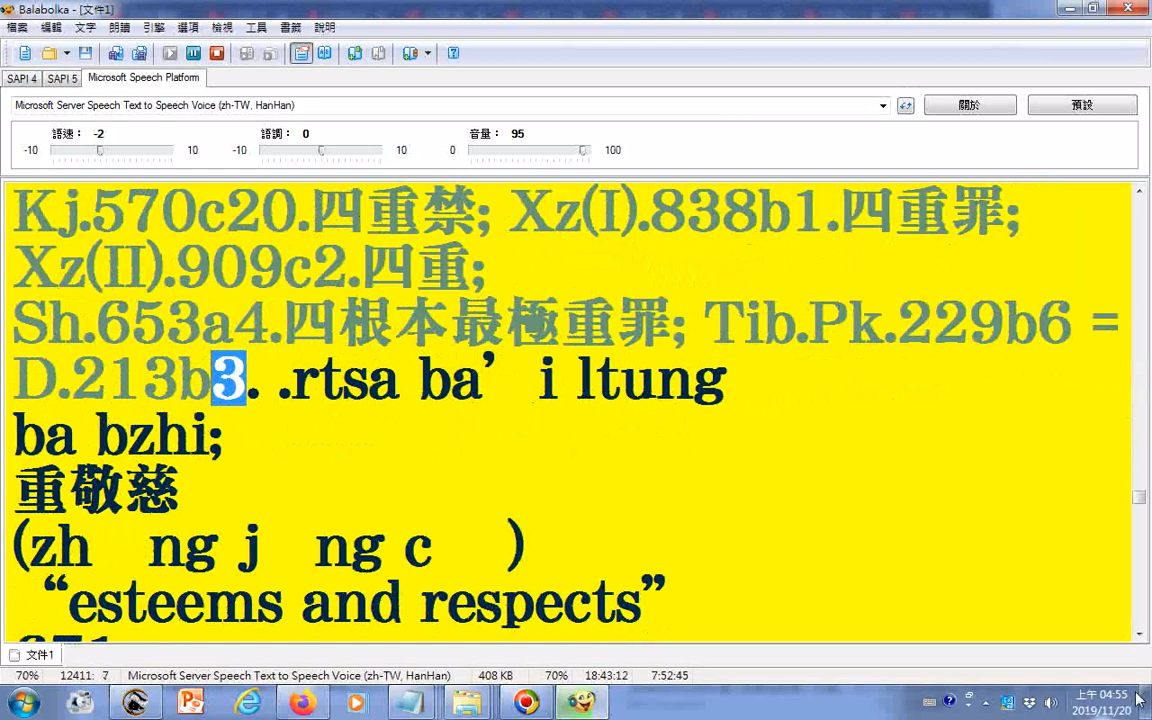 Balabolka - [文件1]
檔案 編輯 文字 朗讀 引擎 選項 檢視 工具 書籤 說明
SAPI 4 SAPI 5 Microsoft Speech Platform
Microsoft Server Speech Text to Speech Voice (zh-TW, HanHan) 關於 預設
語速： -2 語調： 0 音量： 95
-10 10 -10 10 0 100
Kj.570c20.四重禁; Xz(I).838b1.四重罪;
Xz(II).909c2.四重;
Sh.653a4.四根本最極重罪; Tib.Pk.229b6 =
D.213b3. .rtsa ba’ i ltung
ba bzhi;
重敬慈
(zh ng j ng c )
“esteems and respects”
671
文件1
70% 12411: 7 Microsoft Server Speech Text to Speech Voice (zh-TW, HanHan) 408 KB 70% 18:43:12 7:52:45
上午 04:55
2019/11/20